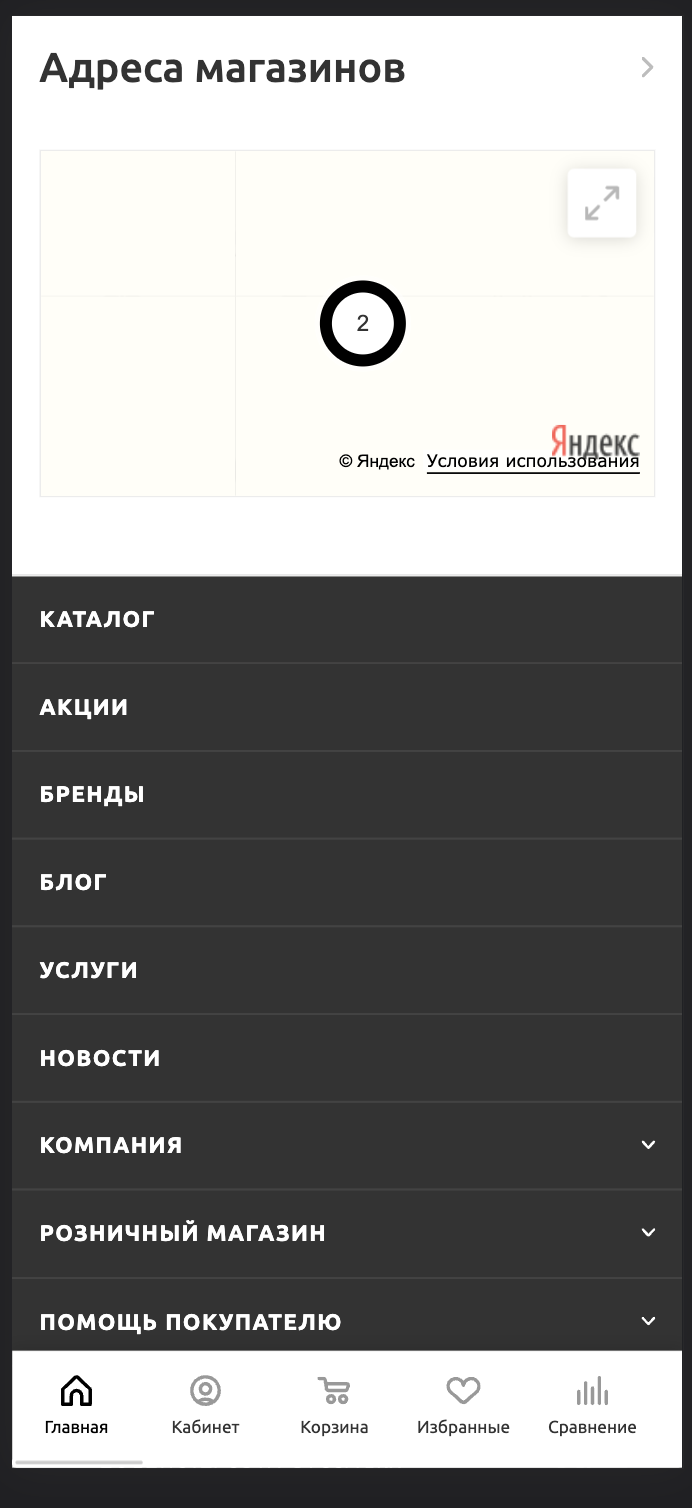 Адреса магазинов
2
Яндекс
© Яндекс Условия использования
КАТАЛОГ
АКЦИИ
БРЕНДЫ
БЛОГ
УСЛУГИ
НОВОСТИ
КОМПАНИЯ
РОЗНИЧНЫЙ МАГАЗИН
ПОМОЩЬ ПОКУПАТЕЛЮ
Главная Кабинет Корзина Избранные Сравнение